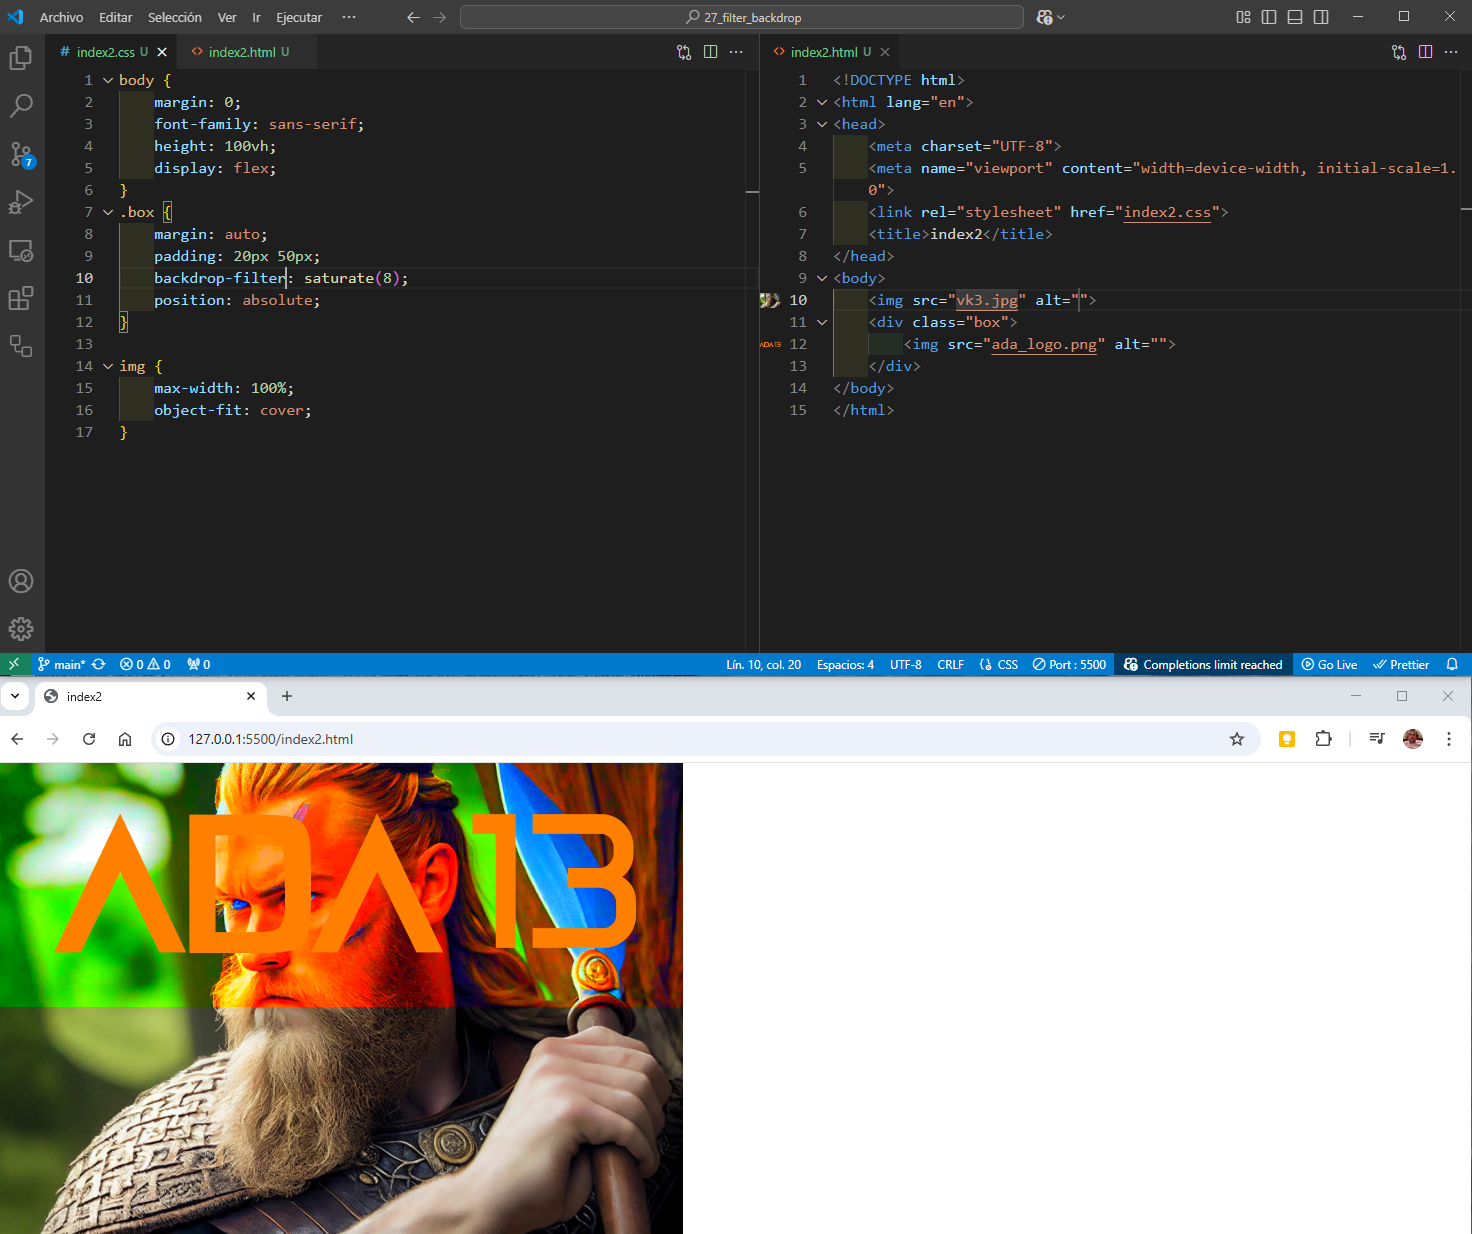 Archivo Editar Selección Ver Ir Ejecutar ··· 27_filter_backdrop
# index2.css U <> index2.html U
1 body {
2 margin: 0;
3 font-family: sans-serif;
4 height: 100vh;
5 display: flex;
6 }
7 .box {
8 margin: auto;
9 padding: 20px 50px;
10 backdrop-filter: saturate(8);
11 position: absolute;
12 }
13
14 img {
15 max-width: 100%;
16 object-fit: cover;
17 }
<> index2.html U
1 <!DOCTYPE html>
2 <html lang="en">
3 <head>
4 <meta charset="UTF-8">
5 <meta name="viewport" content="width=device-width, initial-scale=1.
0">
6 <link rel="stylesheet" href="index2.css">
7 <title>index2</title>
8 </head>
9 <body>
10 <img src="vk3.jpg" alt="">
11 <div class="box">
ADA 13 12 <img src="ada_logo.png" alt="">
13 </div>
14 </body>
15 </html>
7
main* 0 0 0 Lín. 10, col. 20 Espacios: 4 UTF-8 CRLF CSS Port : 5500 Completions limit reached Go Live Prettier
index2
127.0.0.1:5500/index2.html
ADA 13